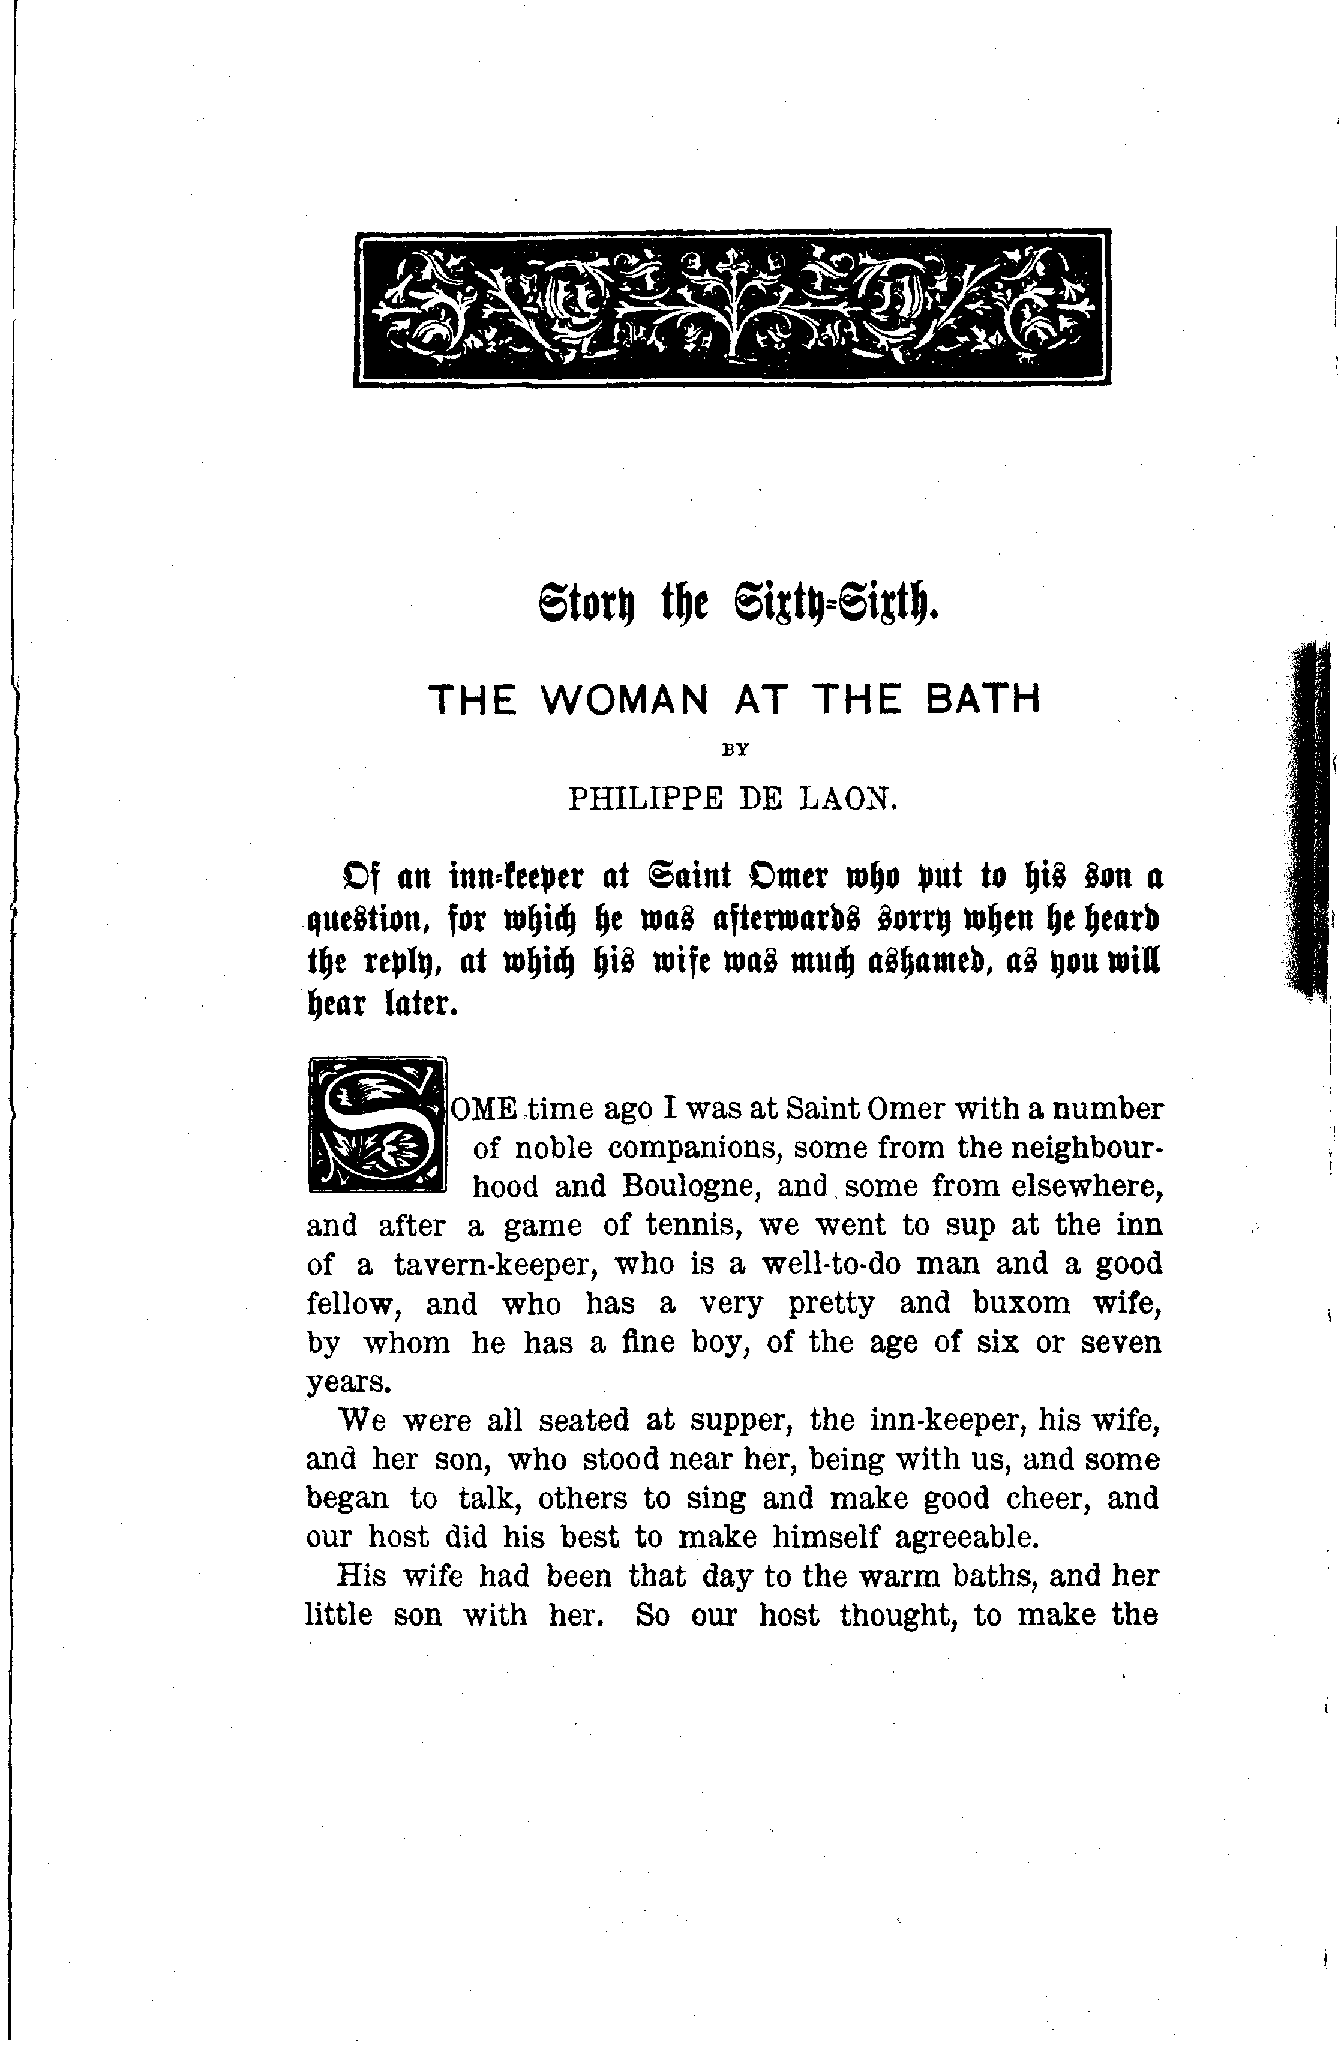 Story the Sixty-Sixth.
THE WOMAN AT THE BATH
BY
PHILIPPE DE LAON.
Of an inn-keeper at Saint Omer who put to his son a
question, for which he was afterwards sorry when he heard
the reply, at which his wife was much ashamed, as you will
hear later.
SOME time ago I was at Saint Omer with a number
of noble companions, some from the neighbour-
hood and Boulogne, and some from elsewhere,
and after a game of tennis, we went to sup at the inn
of a tavern-keeper, who is a well-to-do man and a good
fellow, and who has a very pretty and buxom wife,
by whom he has a fine boy, of the age of six or seven
years.
We were all seated at supper, the inn-keeper, his wife,
and her son, who stood near her, being with us, and some
began to talk, others to sing and make good cheer, and
our host did his best to make himself agreeable.
His wife had been that day to the warm baths, and her
little son with her. So our host thought, to make the